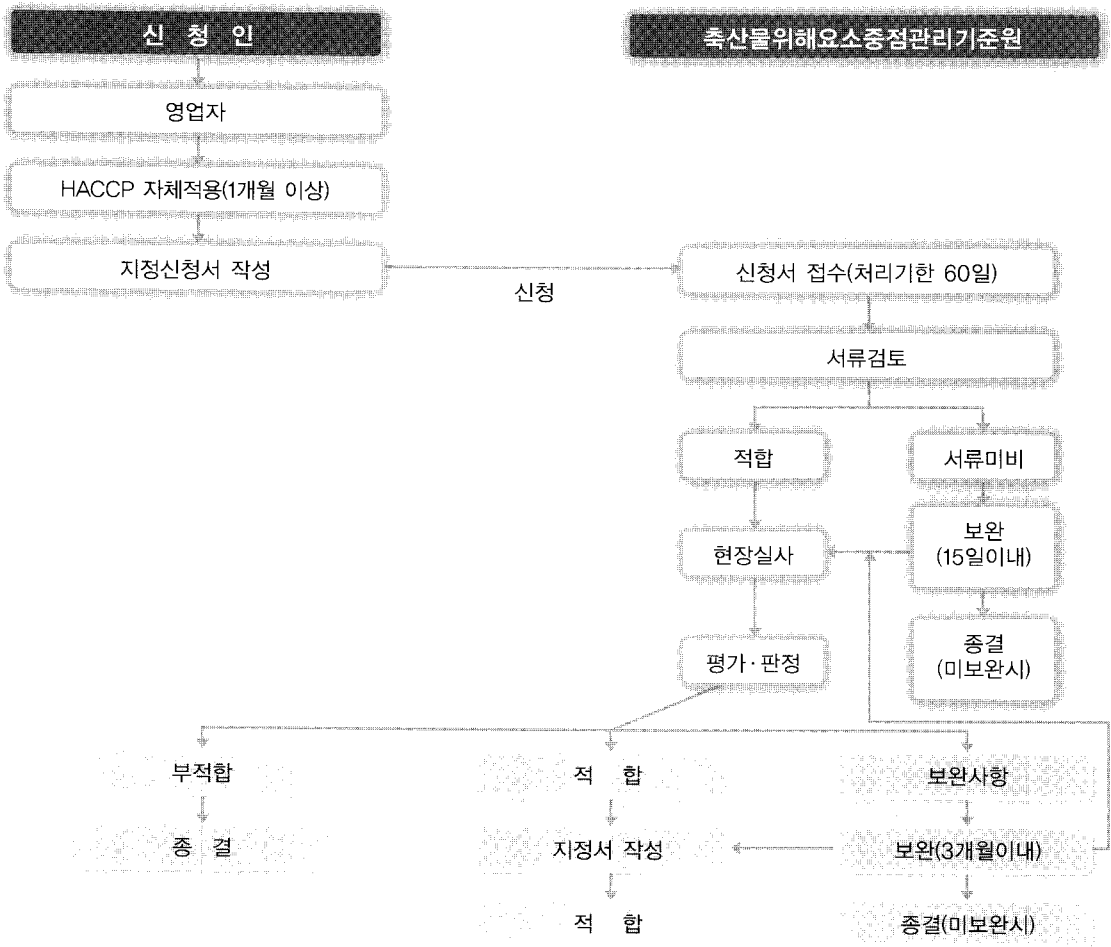 신 청 인
축산물위해요소중점관리기준원
영업자
HACCP 자체적용(1개월 이상)
지정신청서 작성
신청
신청서 접수(처리기한 60일)
서류검토
적합
서류미비
현장실사
보완
(15일이내)
평가·판정
종결
(미보완시)
부적합
적 합
보완사항
종 결
지정서 작성
보완(3개월이내)
적 합
종결(미보완시)